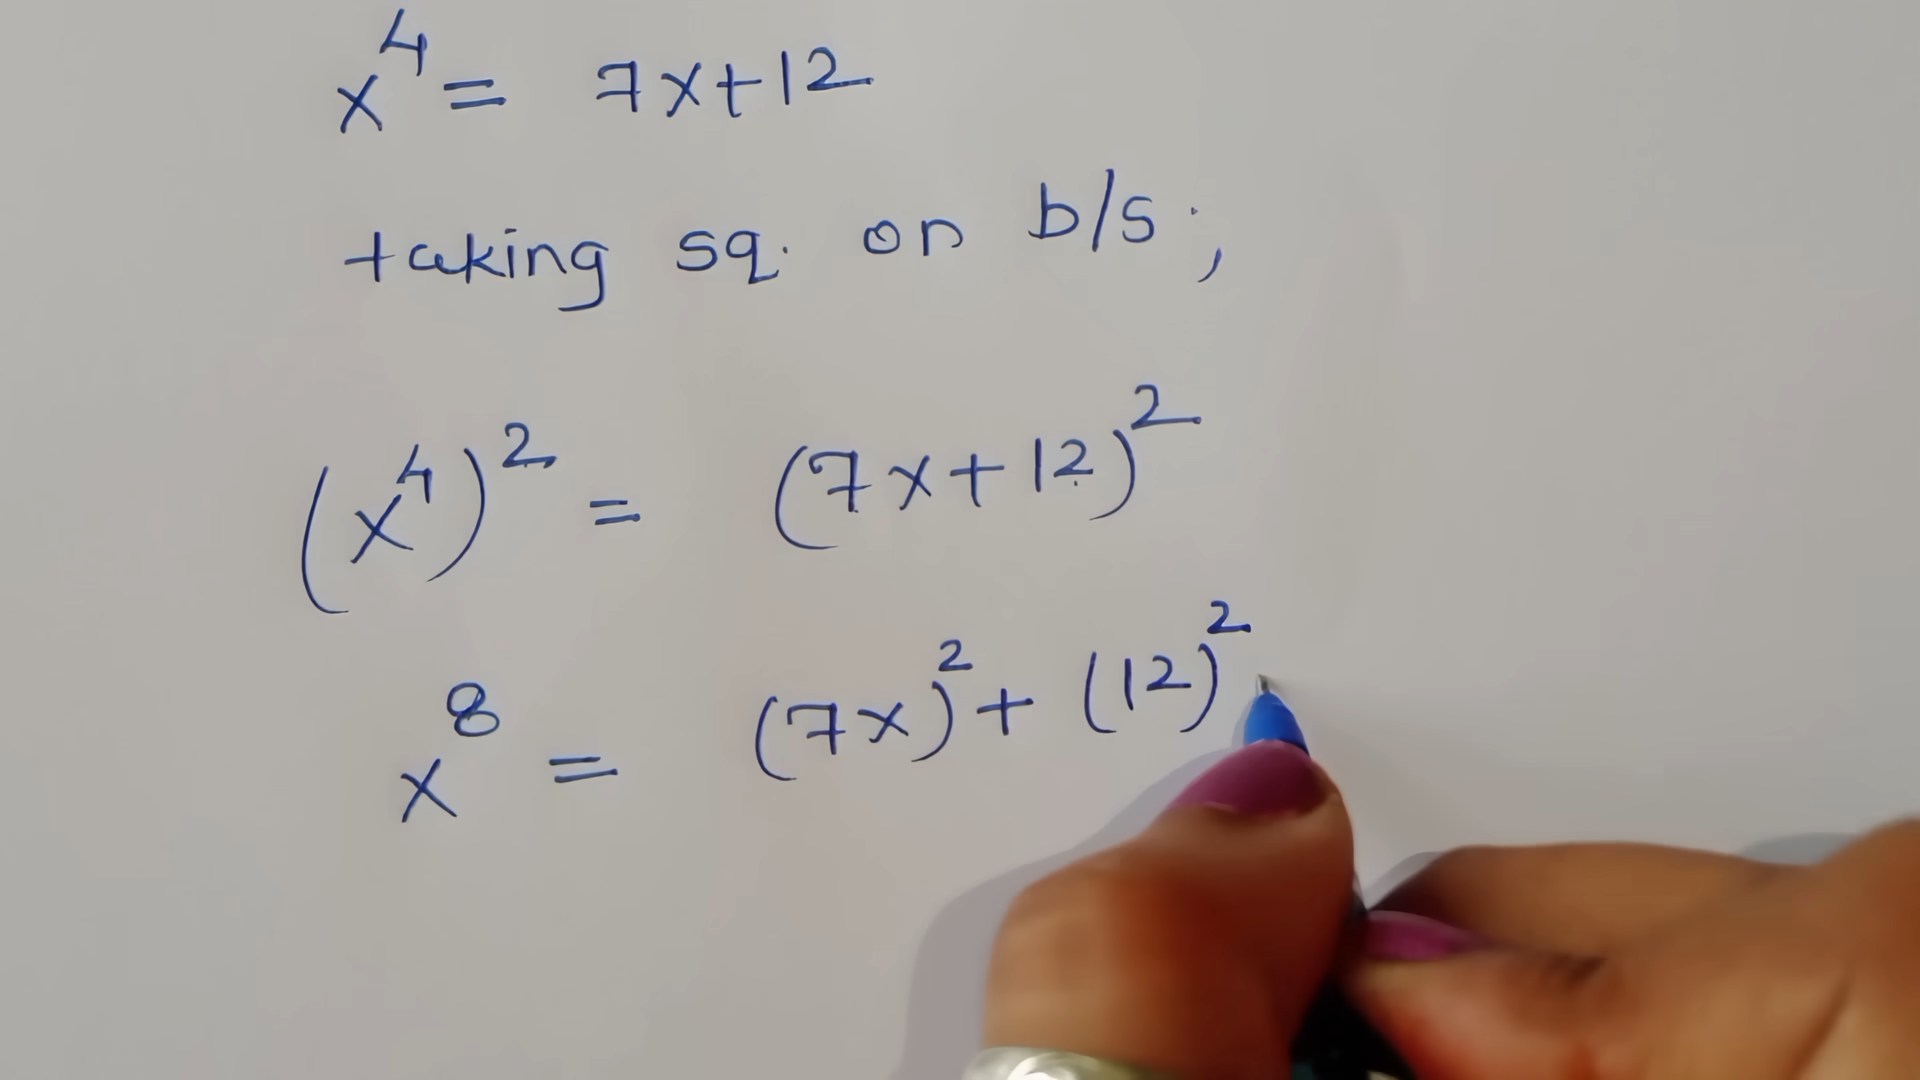 x⁴ = 7x+12
taking sq. on b/s;
(x⁴)² = (7x+12)²
x⁸ = (7x)² + (12)²